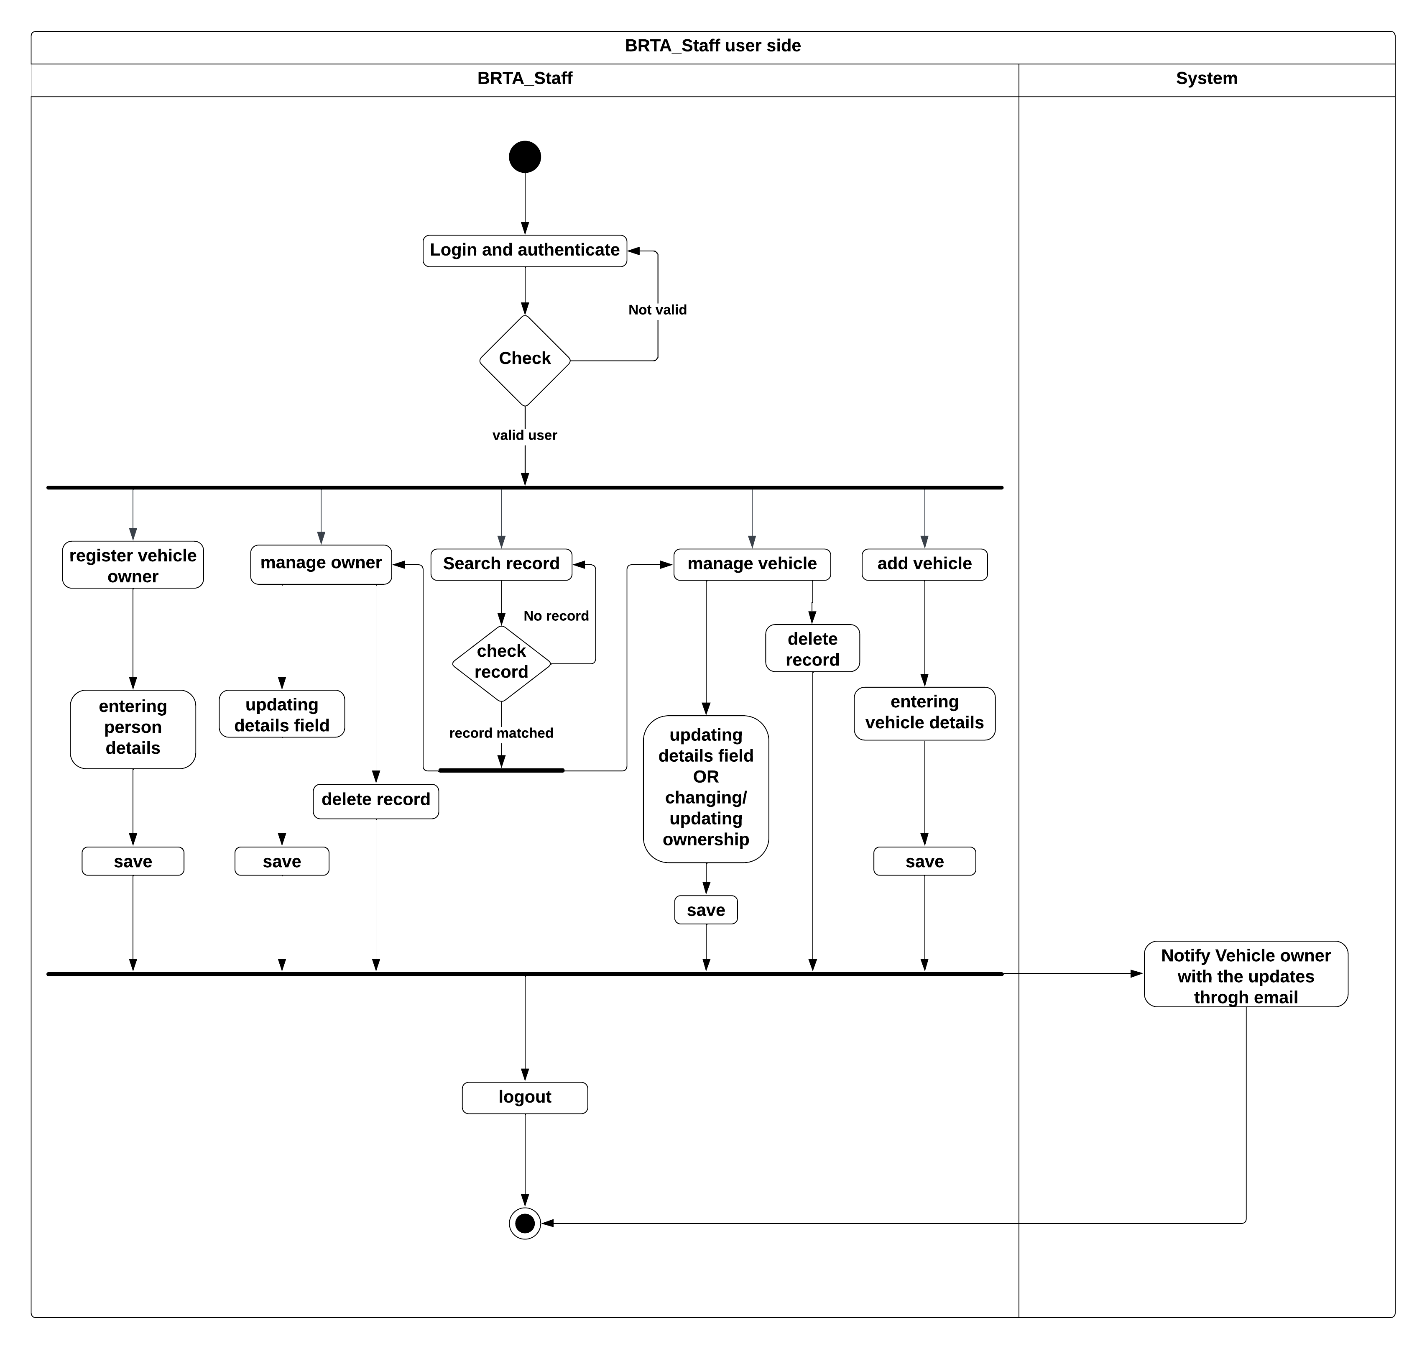 BRTA_Staff user side
BRTA_Staff
System
Login and authenticate
Not valid
Check
valid user
register vehicle
owner
manage owner
Search record
manage vehicle
add vehicle
No record
check
record
delete
record
entering
person
details
updating
details field
entering
vehicle details
record matched
updating
details field
OR
changing/
updating
ownership
delete record
save
save
save
save
Notify Vehicle owner
with the updates
throgh email
logout